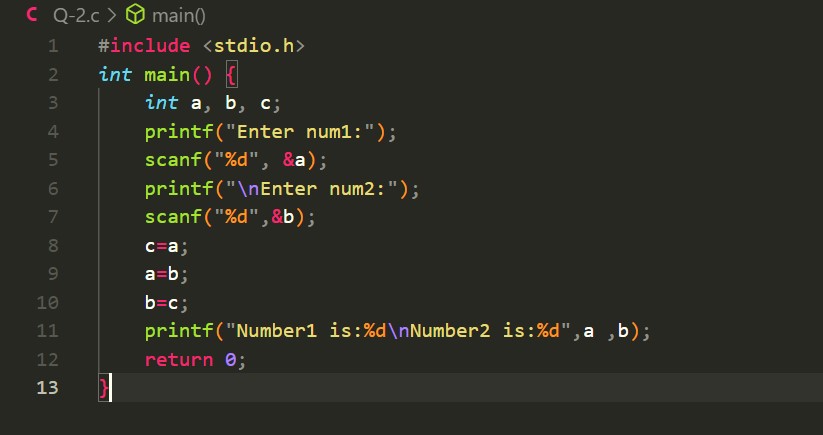 C Q-2.c > main()
1 #include <stdio.h>
2 int main() {
3     int a, b, c;
4     printf("Enter num1:");
5     scanf("%d", &a);
6     printf("\nEnter num2:");
7     scanf("%d",&b);
8     c=a;
9     a=b;
10     b=c;
11     printf("Number1 is:%d\nNumber2 is:%d",a ,b);
12     return 0;
13 }